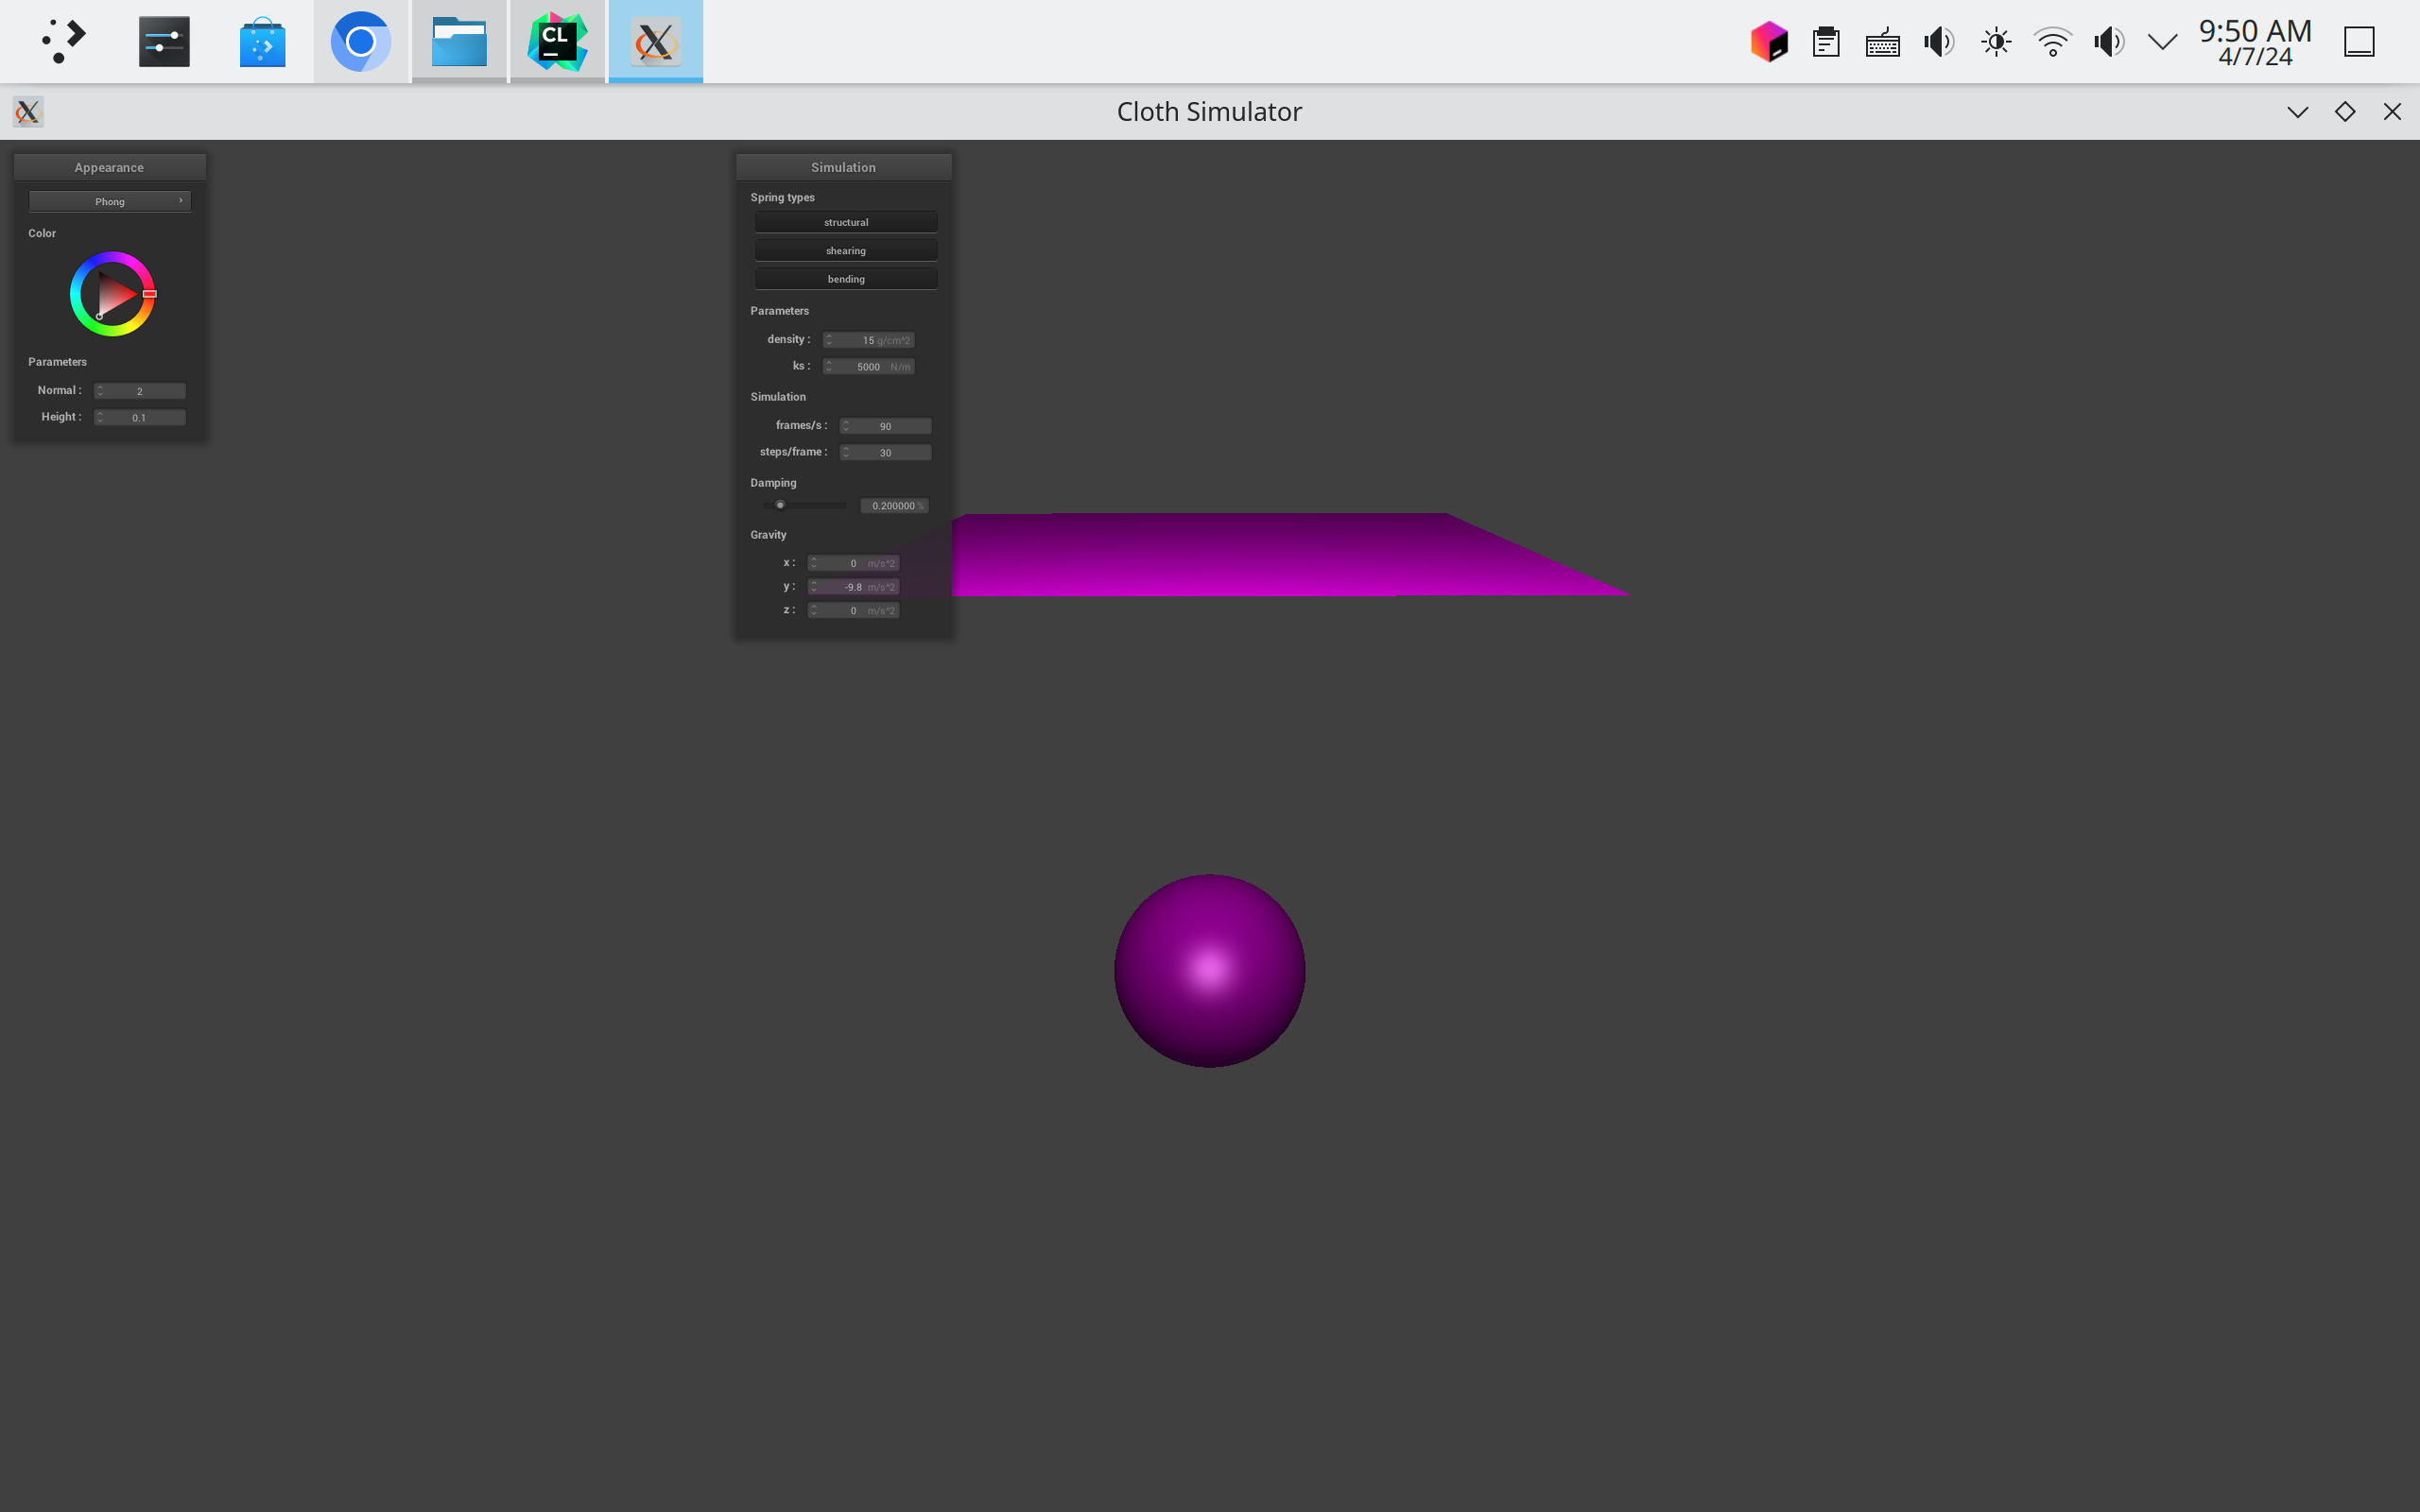 CL
9:50 AM
4/7/24
Cloth Simulator
Appearance
Phong
Color
Parameters
Normal : 2
Height : 0.1
Simulation
Spring types
structural
shearing
bending
Parameters
density : 15 g/cm^2
ks : 5000 N/m
Simulation
frames/s : 90
steps/frame : 30
Damping
0.200000 %
Gravity
x : 0 m/s^2
y : -9.8 m/s^2
z : 0 m/s^2